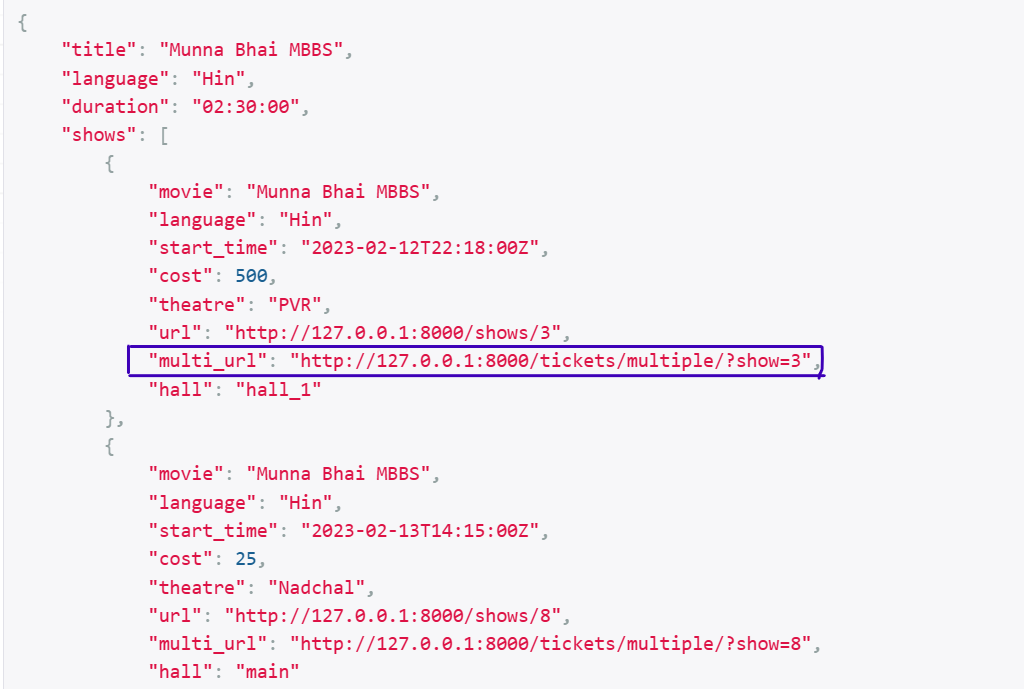 {
    "title": "Munna Bhai MBBS",
    "language": "Hin",
    "duration": "02:30:00",
    "shows": [
        {
            "movie": "Munna Bhai MBBS",
            "language": "Hin",
            "start_time": "2023-02-12T22:18:00Z",
            "cost": 500,
            "theatre": "PVR",
            "url": "http://127.0.0.1:8000/shows/3",
            "multi_url": "http://127.0.0.1:8000/tickets/multiple/?show=3",
            "hall": "hall_1"
        },
        {
            "movie": "Munna Bhai MBBS",
            "language": "Hin",
            "start_time": "2023-02-13T14:15:00Z",
            "cost": 25,
            "theatre": "Nadchal",
            "url": "http://127.0.0.1:8000/shows/8",
            "multi_url": "http://127.0.0.1:8000/tickets/multiple/?show=8",
            "hall": "main"